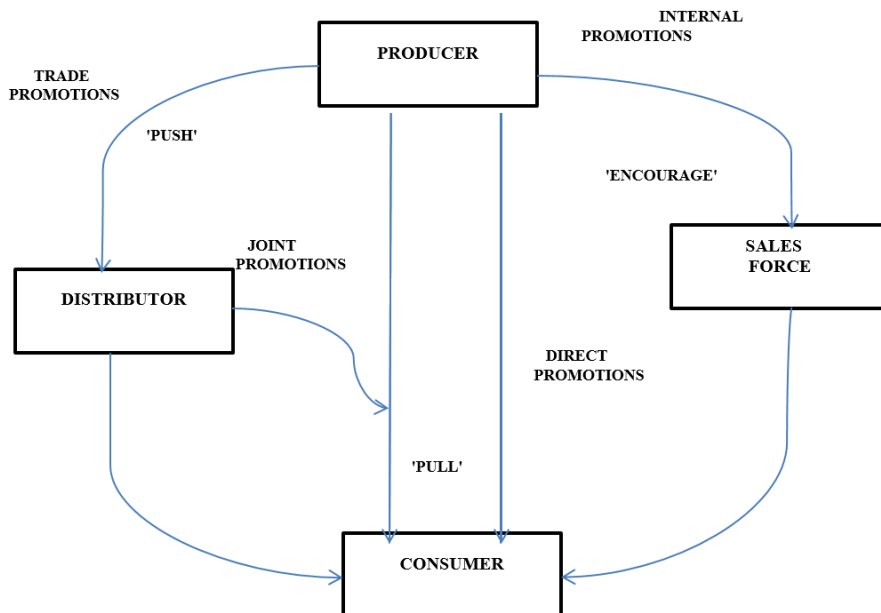 INTERNAL
PROMOTIONS
PRODUCER
TRADE
PROMOTIONS
'PUSH'
'ENCOURAGE'
JOINT
PROMOTIONS
SALES
FORCE
DISTRIBUTOR
DIRECT
PROMOTIONS
'PULL'
CONSUMER